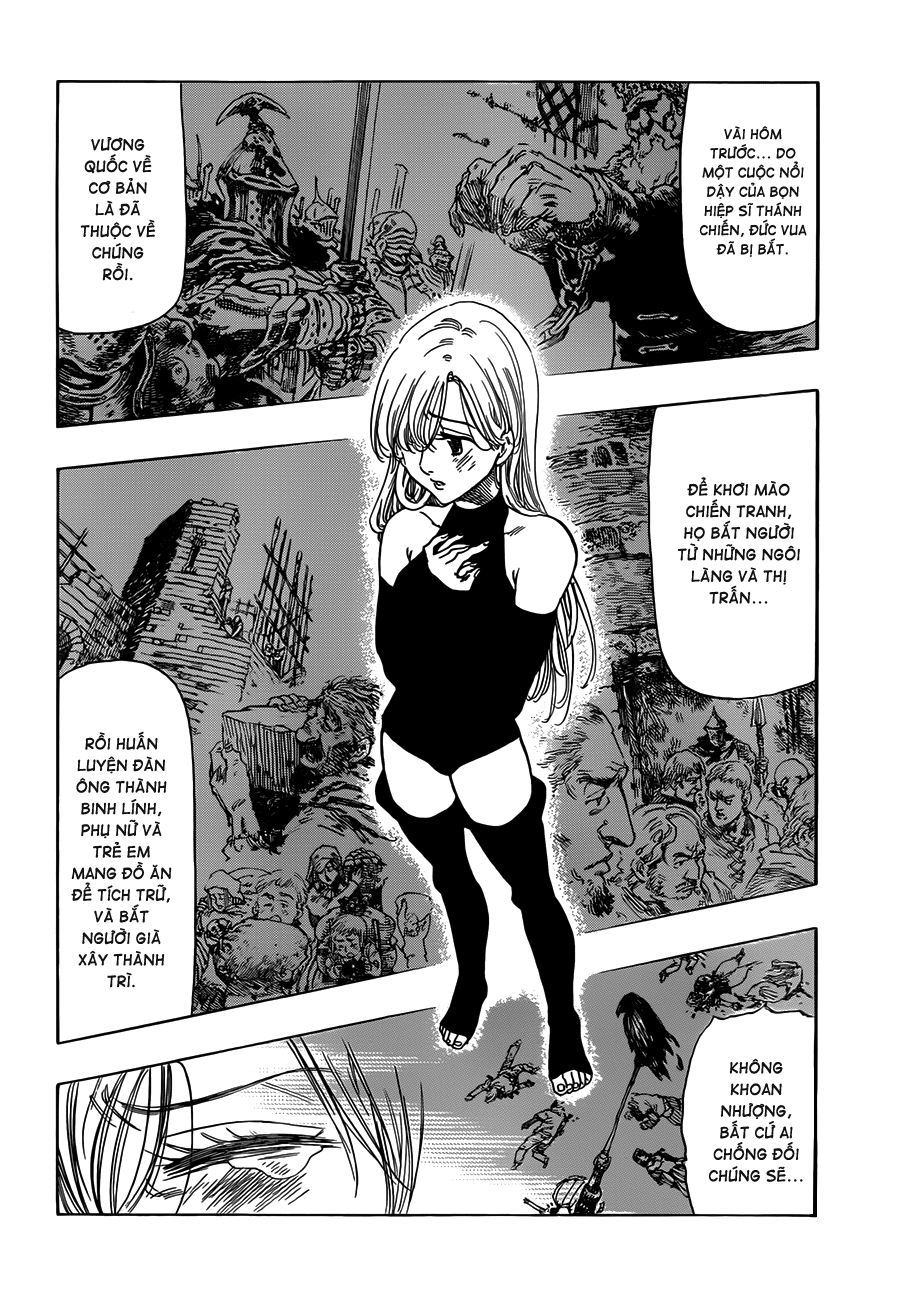 VÀI HÔM
TRƯỚC... DO
MỘT CUỘC NỔI
DẬY CỦA BỌN
HIỆP SĨ THÁNH
CHIẾN, ĐỨC VUA
ĐÃ BỊ BẮT.
VƯƠNG
QUỐC VỀ
CƠ BẢN
LÀ ĐÃ
THUỘC VỀ
CHÚNG
RỒI.
ĐỂ KHƠI MÀO
CHIẾN TRANH,
HỌ BẮT NGƯỜI
TỪ NHỮNG NGÔI
LÀNG VÀ THỊ
TRẤN...
RỒI HUẤN
LUYỆN ĐÀN
ÔNG THÀNH
BINH LÍNH,
PHỤ NỮ VÀ
TRẺ EM
MANG ĐỒ ĂN
ĐỂ TÍCH TRỮ,
VÀ BẮT
NGƯỜI GIÀ
XÂY THÀNH
TRÌ.
KHÔNG
KHOAN
NHƯỢNG,
BẤT CỨ AI
CHỐNG ĐỐI
CHÚNG SẼ...